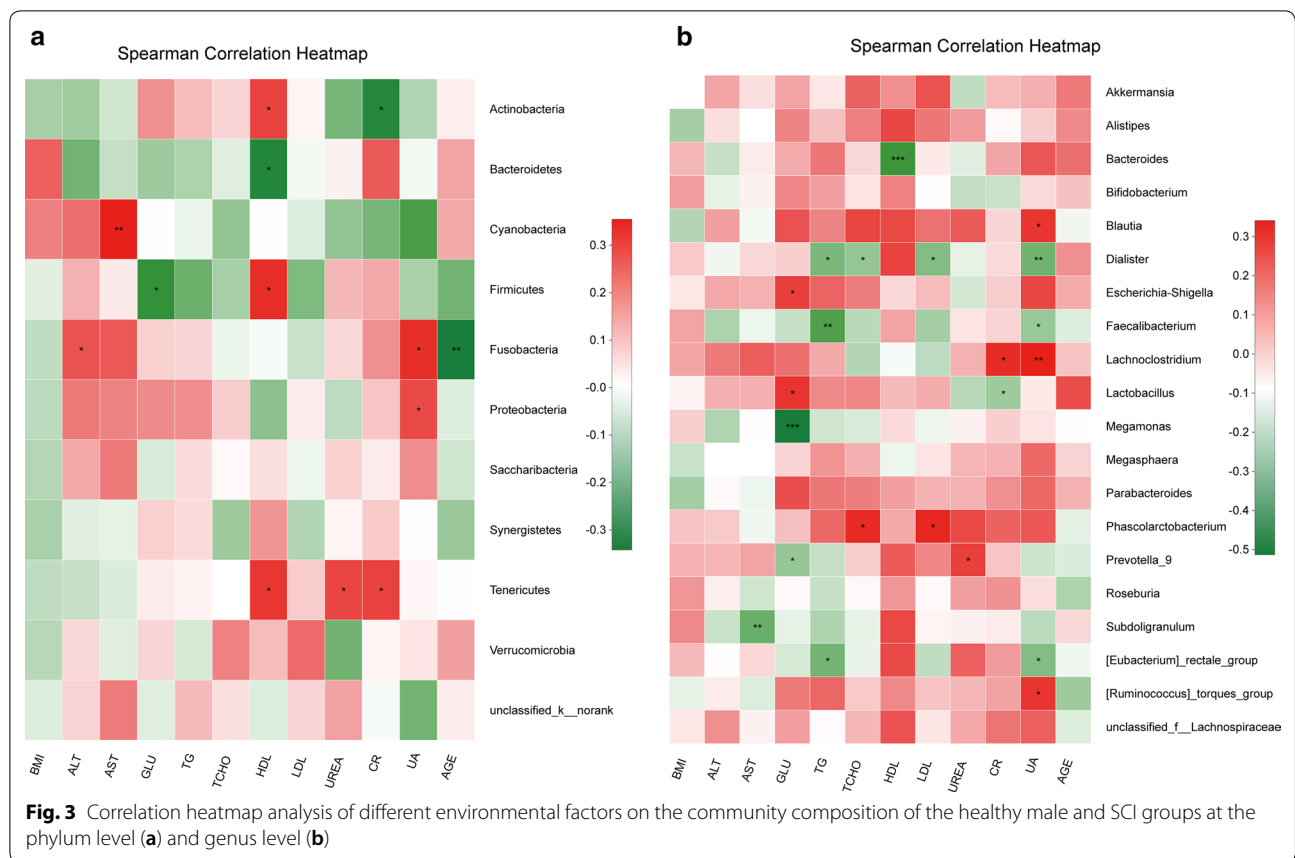 a
Spearman Correlation Heatmap
*
*
Actinobacteria
*
Bacteroidetes
**
Cyanobacteria
*
*
Firmicutes
*
*
**
Fusobacteria
*
Proteobacteria
Saccharibacteria
Synergistetes
*
*
*
Tenericutes
Verrucomicrobia
unclassified_k__norank
BMI
ALT
AST
GLU
TG
TCHO
HDL
LDL
UREA
CR
UA
AGE
0.3
0.2
0.1
-0.0
-0.1
-0.2
-0.3
b
Spearman Correlation Heatmap
Akkermansia
Alistipes
***
Bacteroides
Bifidobacterium
*
Blautia
*
*
*
**
Dialister
*
Escherichia-Shigella
**
*
Faecalibacterium
*
**
Lachnoclostridium
*
*
Lactobacillus
***
Megamonas
Megasphaera
Parabacteroides
*
*
Phascolarctobacterium
*
*
Prevotella_9
Roseburia
**
Subdoligranulum
*
*
[Eubacterium]_rectale_group
*
[Ruminococcus]_torques_group
unclassified_f__Lachnospiraceae
BMI
ALT
AST
GLU
TG
TCHO
HDL
LDL
UREA
CR
UA
AGE
0.3
0.2
0.1
0.0
-0.1
-0.2
-0.3
-0.4
-0.5
Fig. 3 Correlation heatmap analysis of different environmental factors on the community composition of the healthy male and SCI groups at the
phylum level (a) and genus level (b)